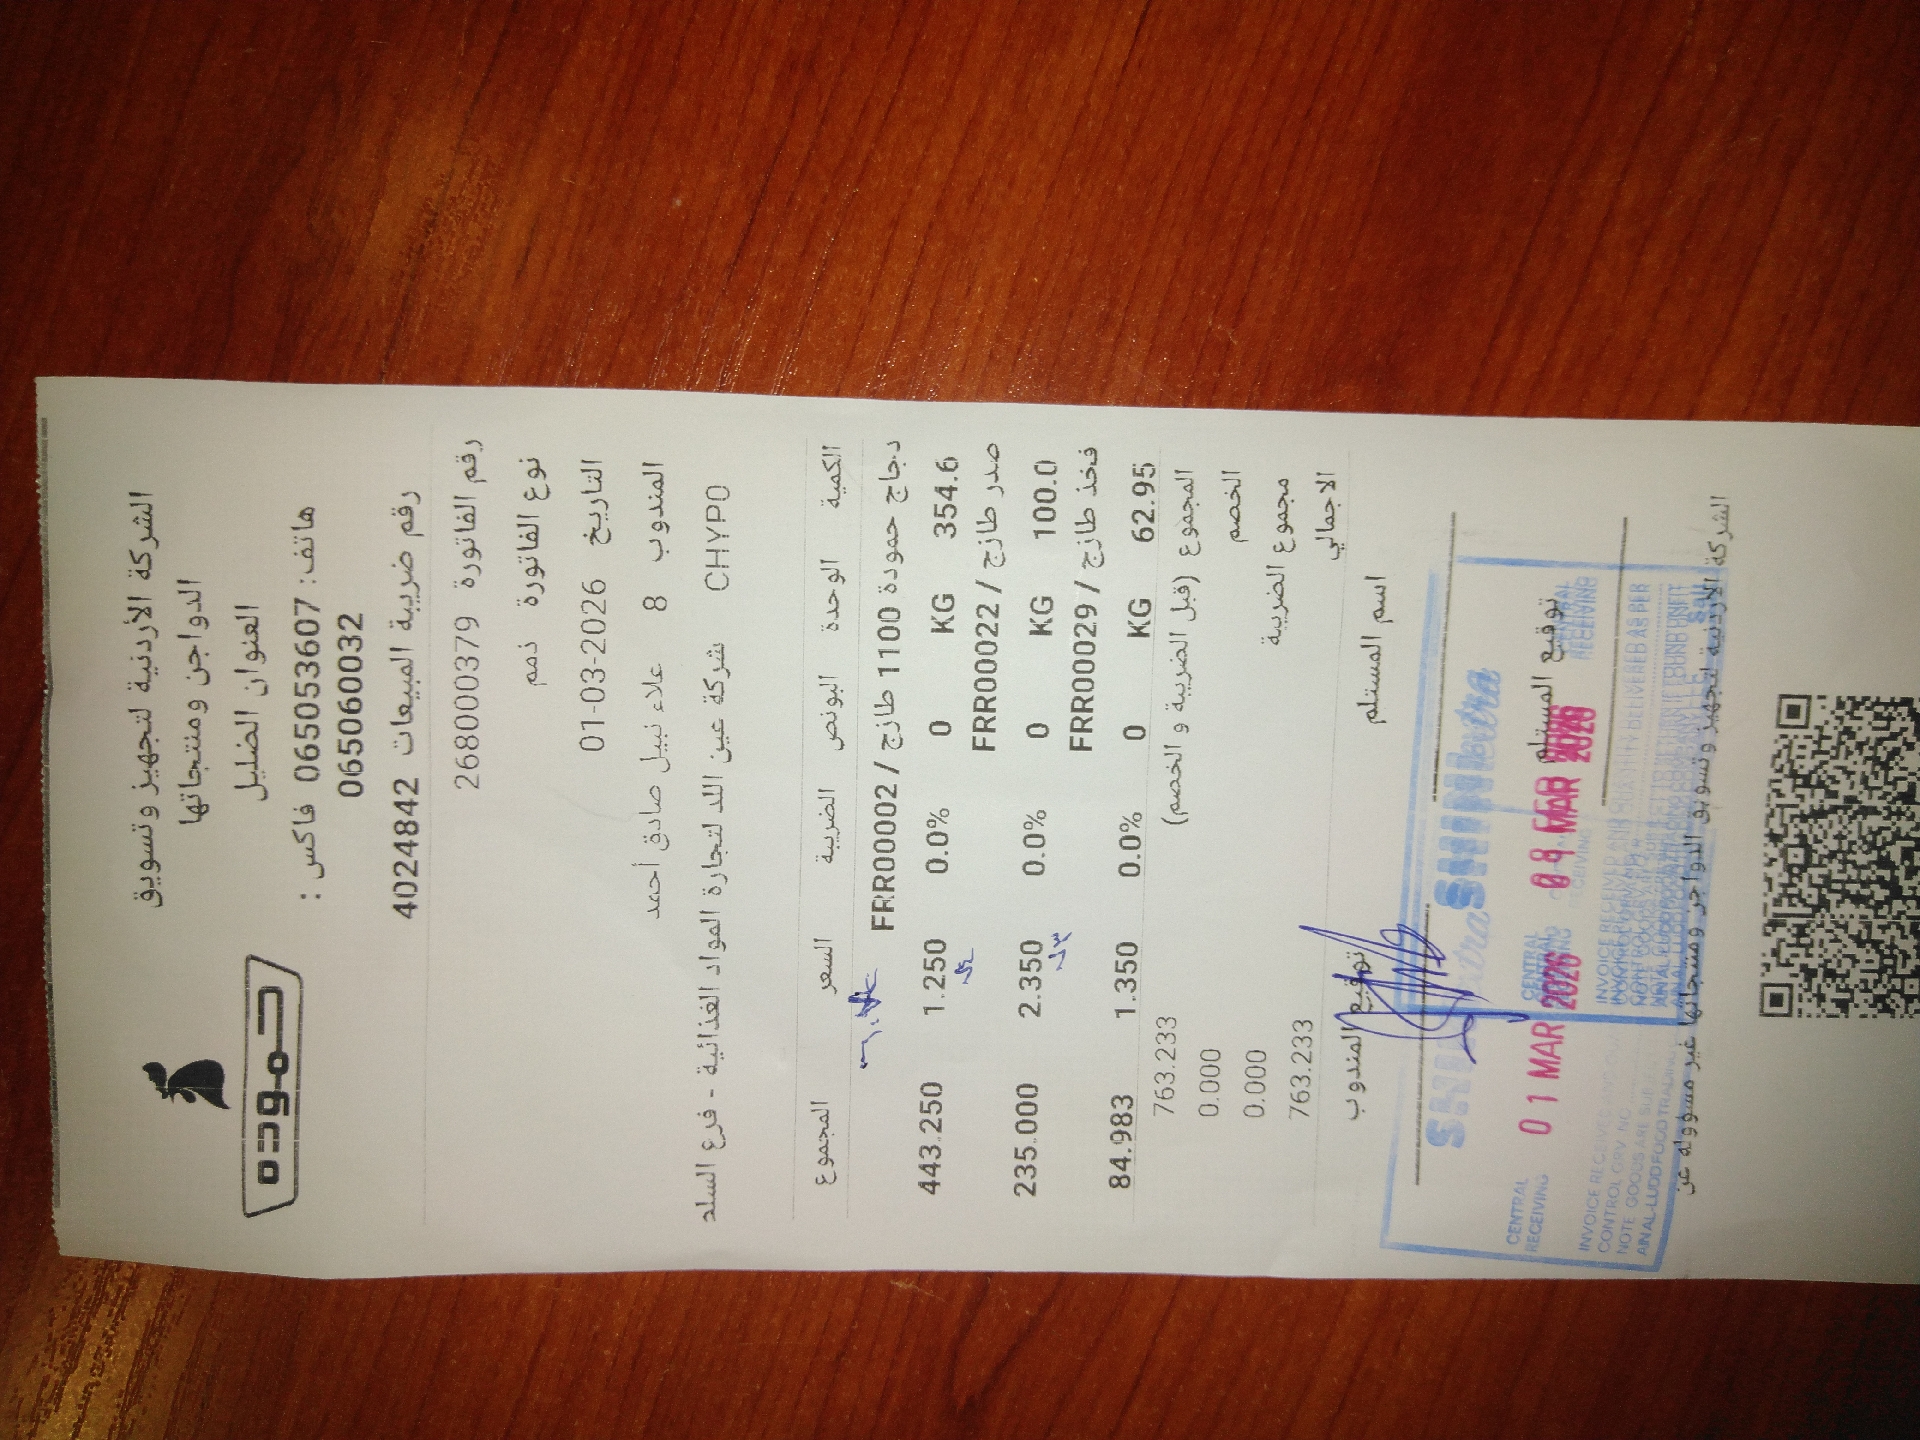 حموده
الشركة الأردنية لتجهيز وتسويق
الدواجن ومنتجاتها
العنوان الضليل
هاتف: 065053607 فاكس :
065060032
رقم ضريبة المبيعات 4024842
رقم الفاتورة 26800379
نوع الفاتورة ذمم
التاريخ 01-03-2026
المندوب 8 علاء نبيل صادق أحمد
CHYP0 شركة عين اللد لتجارة المواد الغذائية - فرع السلد
الكمية الوحدة البونص الضريبة السعر المجموع
دجاج حمودة 1100 طازج / FRR00002
354.6 KG 0 0.0% 1.250 443.250
صدر طازج / FRR00022
100.0 KG 0 0.0% 2.350 235.000
فخذ طازج / FRR00029
62.95 KG 0 0.0% 1.350 84.983
المجموع (قبل الضريبة و الخصم) 763.233
مجموع الضريبة 0.000
الخصم 0.000
الاجمالي 763.233
اسم المستلم
توقيع المندوب
توقيع المستلم
CENTRAL
RECEIVING
01 MAR 2026
الشركة الأردنية لتجهيز وتسويق الدواجن ومنتجاتها غير مسؤولة عن